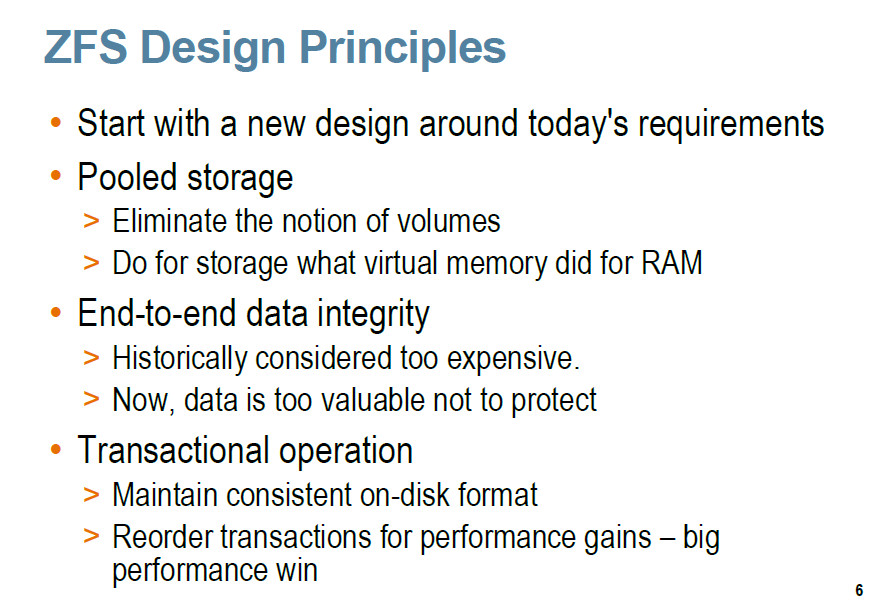 ZFS Design Principles
• Start with a new design around today's requirements
• Pooled storage
> Eliminate the notion of volumes
> Do for storage what virtual memory did for RAM
• End-to-end data integrity
> Historically considered too expensive.
> Now, data is too valuable not to protect
• Transactional operation
> Maintain consistent on-disk format
> Reorder transactions for performance gains – big
performance win
6